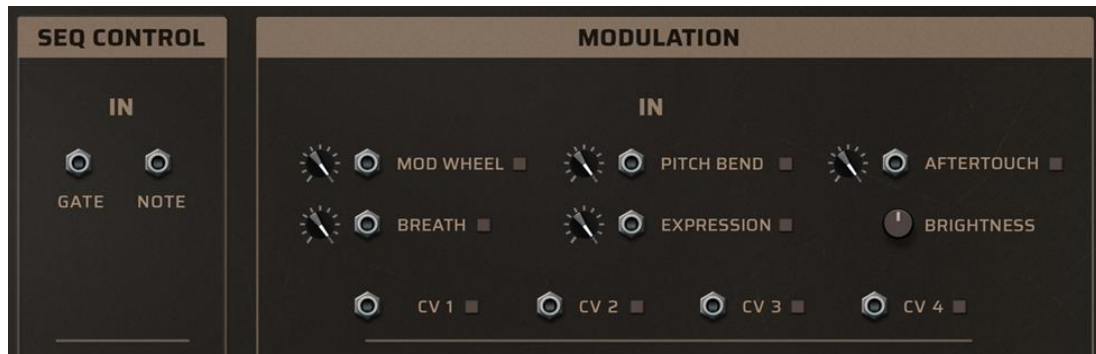 SEQ CONTROL
IN
GATE NOTE
MODULATION
IN
MOD WHEEL PITCH BEND AFTERTOUCH
BREATH EXPRESSION BRIGHTNESS
CV 1 CV 2 CV 3 CV 4